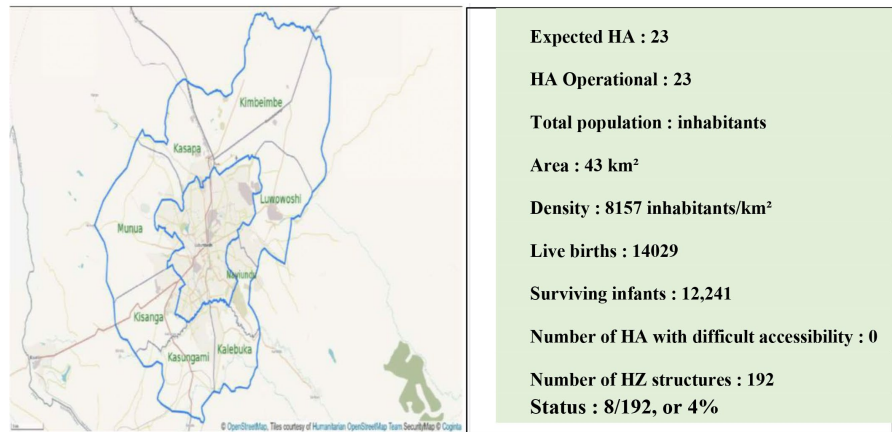 Kimbeimbe
Kasapa
Luwowoshi
Munua
Naviundu
Kisanga
Kasungami
Kalebuka
© OpenStreetMap, Tiles courtesy of Humanitarian OpenStreetMap Team SecurityMap © Coginta
Expected HA : 23
HA Operational : 23
Total population : inhabitants
Area : 43 km²
Density : 8157 inhabitants/km²
Live births : 14029
Surviving infants : 12,241
Number of HA with difficult accessibility : 0
Number of HZ structures : 192
Status : 8/192, or 4%